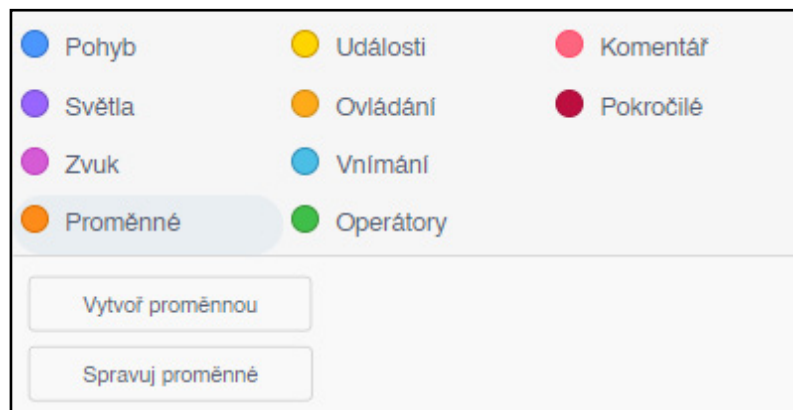 Pohyb Události Komentář
Světla Ovládání Pokročilé
Zvuk Vnímání
Proměnné Operátory
Vytvoř proměnnou
Spravuj proměnné